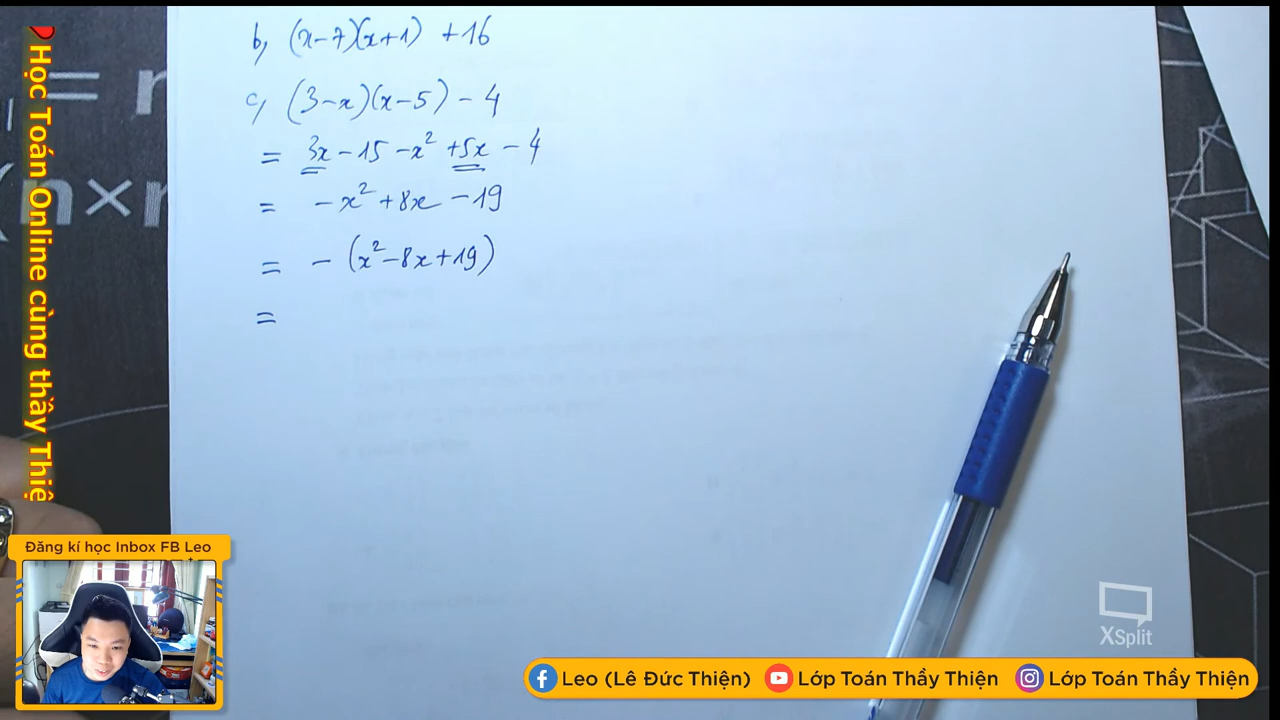 b, (x-7)(x+1) +16
c, (3-x)(x-5) - 4
= 3x - 15 - x² + 5x - 4
= - x² + 8x - 19
= - (x² - 8x + 19)
=
Học Toán Online cùng thầy Thiệ
= n
(n×n
Đăng kí học Inbox FB Leo
XSplit
Leo (Lê Đức Thiện) Lớp Toán Thầy Thiện Lớp Toán Thầy Thiện